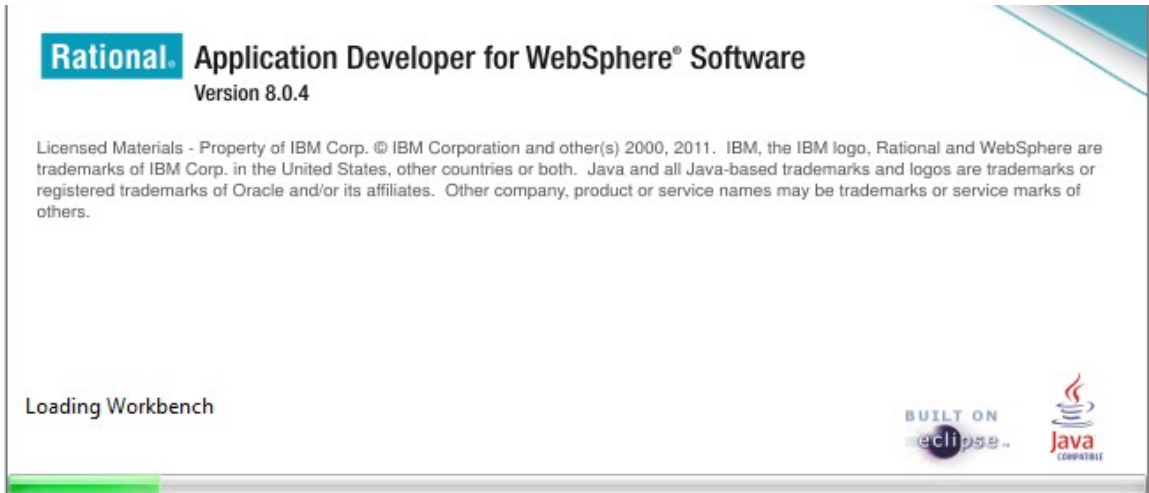 Rational® Application Developer for WebSphere® Software
Version 8.0.4
Licensed Materials - Property of IBM Corp. © IBM Corporation and other(s) 2000, 2011. IBM, the IBM logo, Rational and WebSphere are
trademarks of IBM Corp. in the United States, other countries or both. Java and all Java-based trademarks and logos are trademarks or
registered trademarks of Oracle and/or its affiliates. Other company, product or service names may be trademarks or service marks of
others.
Loading Workbench
BUILT ON
eclipse™
Java
COMPATIBLE